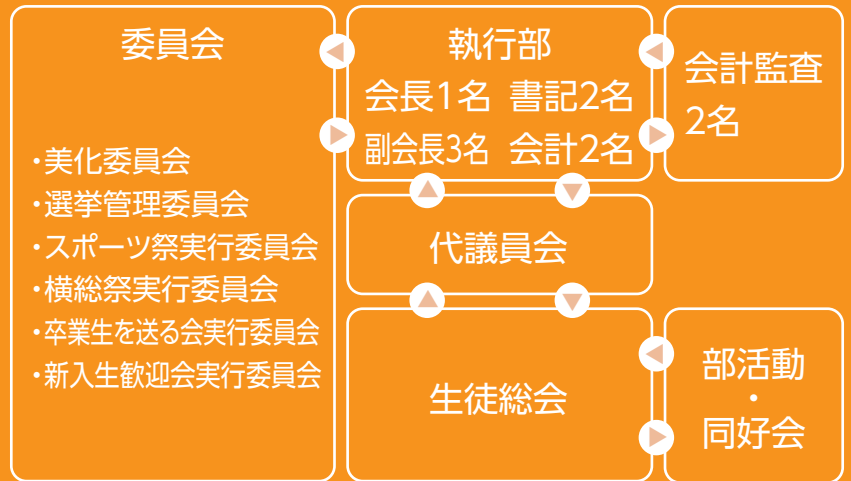 委員会
・美化委員会
・選挙管理委員会
・スポーツ祭実行委員会
・横総祭実行委員会
・卒業生を送る会実行委員会
・新入生歓迎会実行委員会
執行部
会長1名 書記2名
副会長3名 会計2名
会計監査
2名
代議員会
生徒総会
部活動
・
同好会